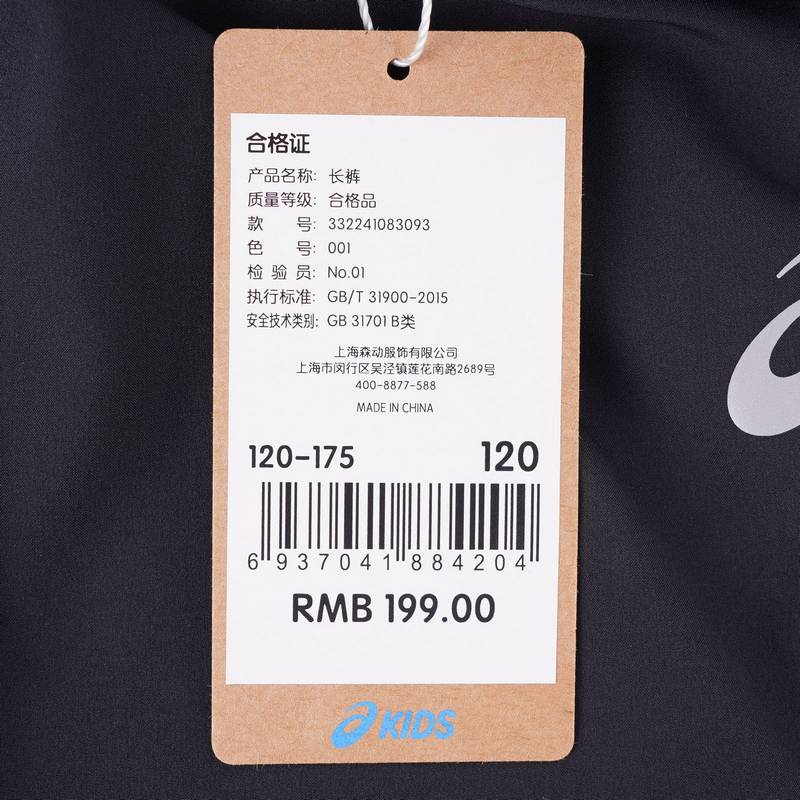 合格证
产品名称: 长裤
质量等级: 合格品
款 号: 332241083093
色 号: 001
检 验 员: No.01
执行标准: GB/T 31900-2015
安全技术类别: GB 31701 B类
上海森动服饰有限公司
上海市闵行区吴泾镇莲花南路2689号
400-8877-588
MADE IN CHINA
120-175 120
6 937041 884204
RMB 199.00
KIDS